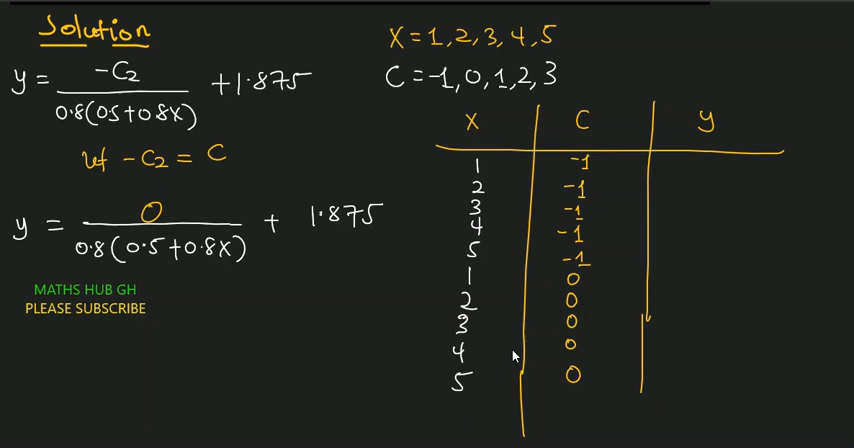 Solution
y = -C₂ / 0.8(0.5+0.8X) + 1.875
let -C₂ = C
y = 0 / 0.8(0.5+0.8X) + 1.875
MATHS HUB GH
PLEASE SUBSCRIBE
X = 1, 2, 3, 4, 5
C = -1, 0, 1, 2, 3
X C y
1 -1
2 -1
3 -1
4 -1
5 -1
1 0
2 0
3 0
4 0
5 0